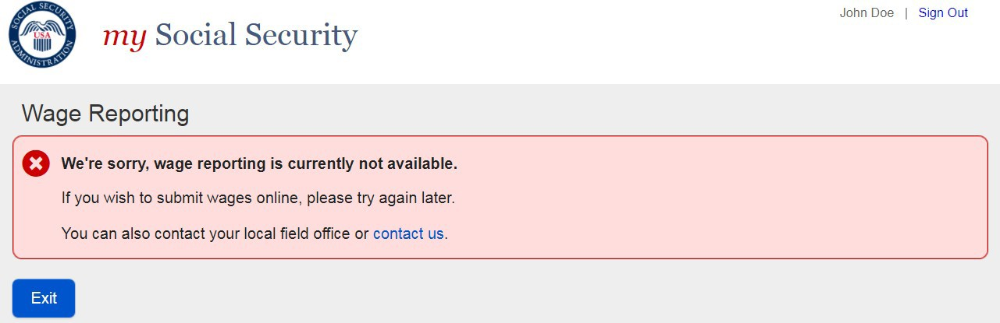 SOCIAL SECURITY
USA
ADMINISTRATION
my Social Security
John Doe | Sign Out
Wage Reporting
We're sorry, wage reporting is currently not available.
If you wish to submit wages online, please try again later.
You can also contact your local field office or contact us.
Exit